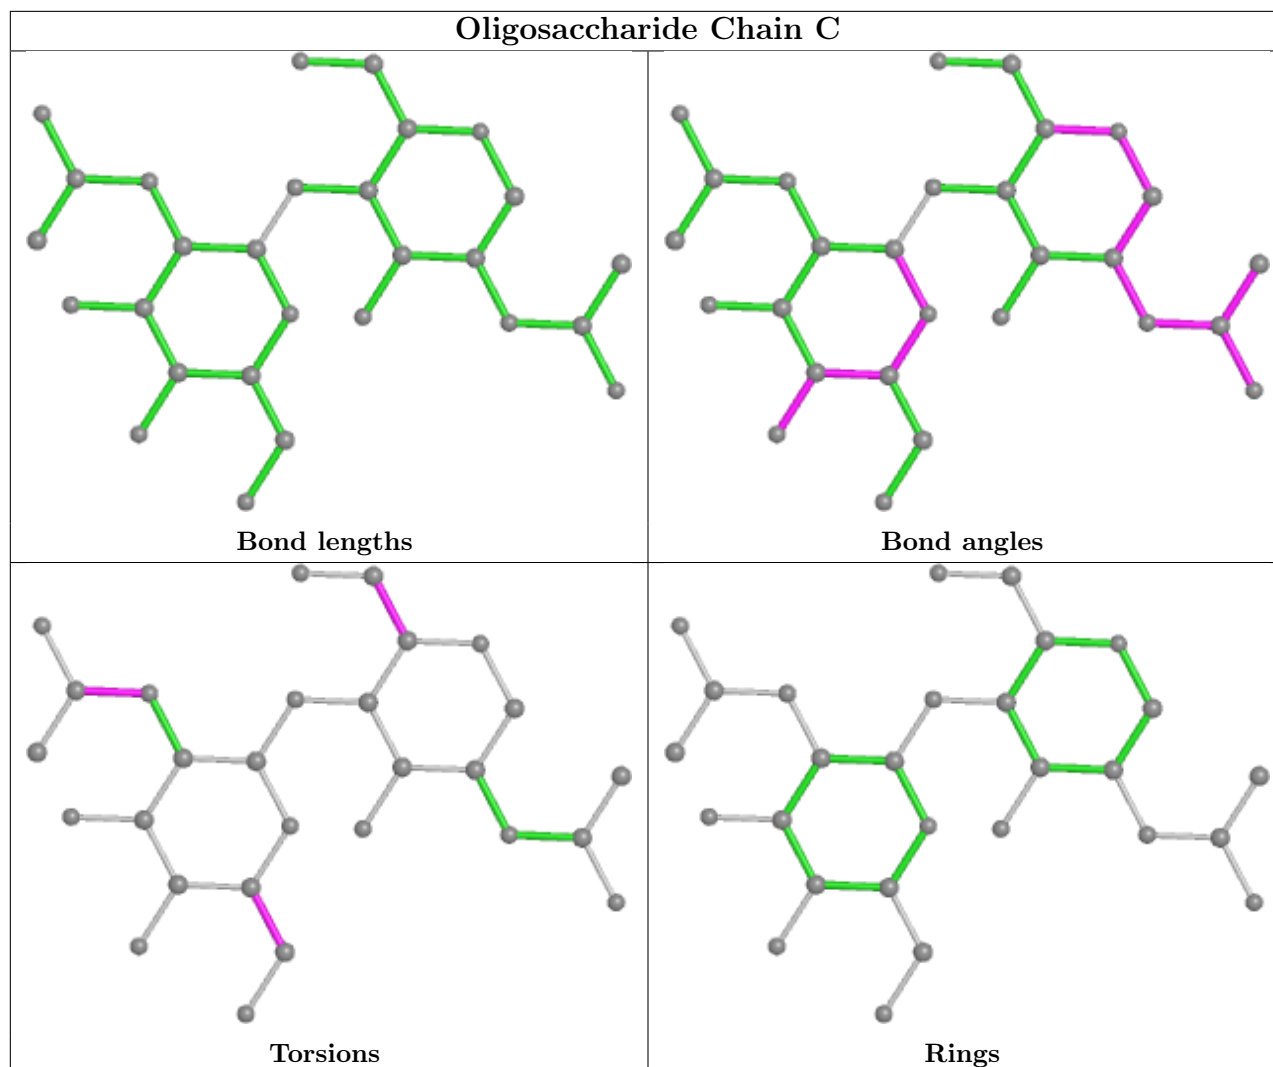 Oligosaccharide Chain C
Bond lengths
Bond angles
Torsions
Rings